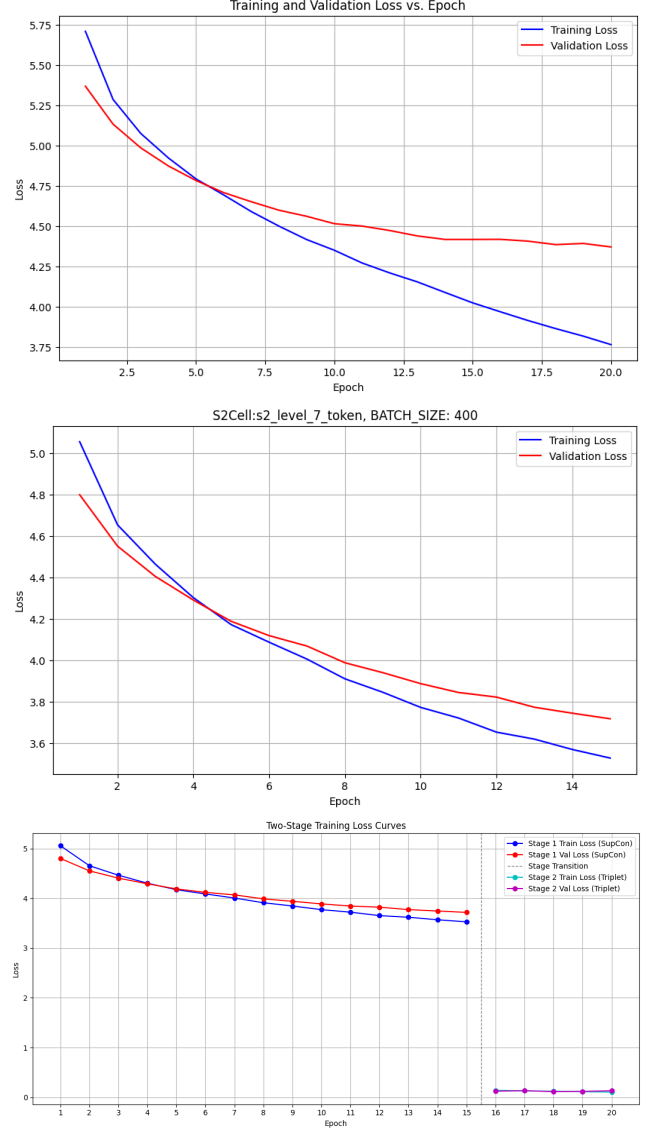 Training and Validation Loss vs. Epoch
5.75
5.50
5.25
5.00
4.75
4.50
4.25
4.00
3.75
Loss
Training Loss
Validation Loss
2.5 5.0 7.5 10.0 12.5 15.0 17.5 20.0
Epoch
S2Cell:s2_level_7_token, BATCH_SIZE: 400
5.0
4.8
4.6
4.4
4.2
4.0
3.8
3.6
Loss
Training Loss
Validation Loss
2 4 6 8 10 12 14
Epoch
Two-Stage Training Loss Curves
5
4
3
2
1
0
Loss
Stage 1 Train Loss (SupCon)
Stage 1 Val Loss (SupCon)
Stage Transition
Stage 2 Train Loss (Triplet)
Stage 2 Val Loss (Triplet)
1 2 3 4 5 6 7 8 9 10 11 12 13 14 15 16 17 18 19 20
Epoch